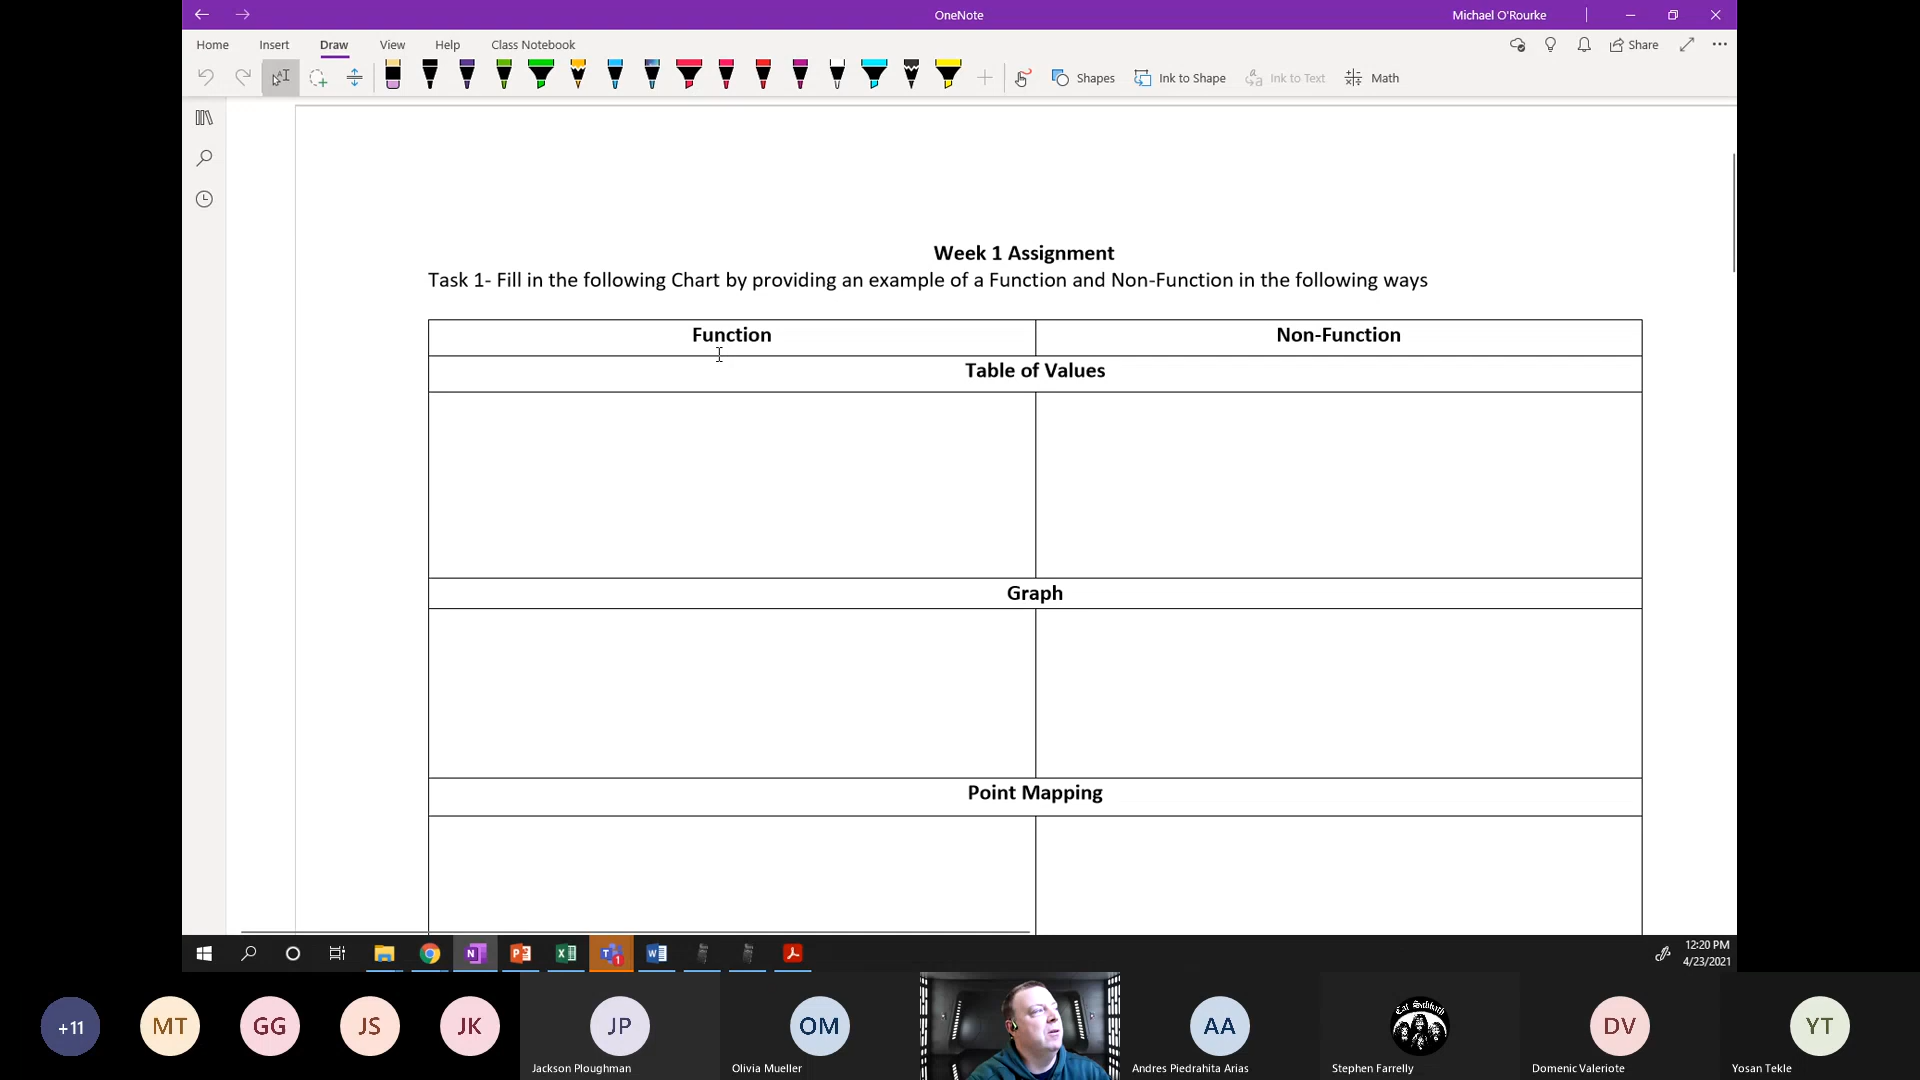 OneNote
Michael O'Rourke
Home Insert Draw View Help Class Notebook
Share
Shapes Ink to Shape Ink to Text Math
Week 1 Assignment
Task 1- Fill in the following Chart by providing an example of a Function and Non-Function in the following ways
Function Non-Function
Table of Values
Graph
Point Mapping
12:20 PM
4/23/2021
+11 MT GG JS JK JP OM AA DV YT
Jackson Ploughman Olivia Mueller Andres Piedrahita Arias Stephen Farrelly Domenic Valeriote Yosan Tekle